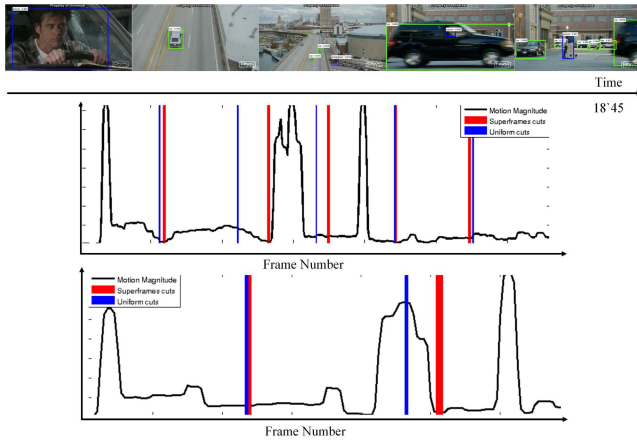 Time
18`45
Motion Magnitude
Superframes cuts
Uniform cuts
Frame Number
Motion Magnitude
Superframes cuts
Uniform cuts
Frame Number